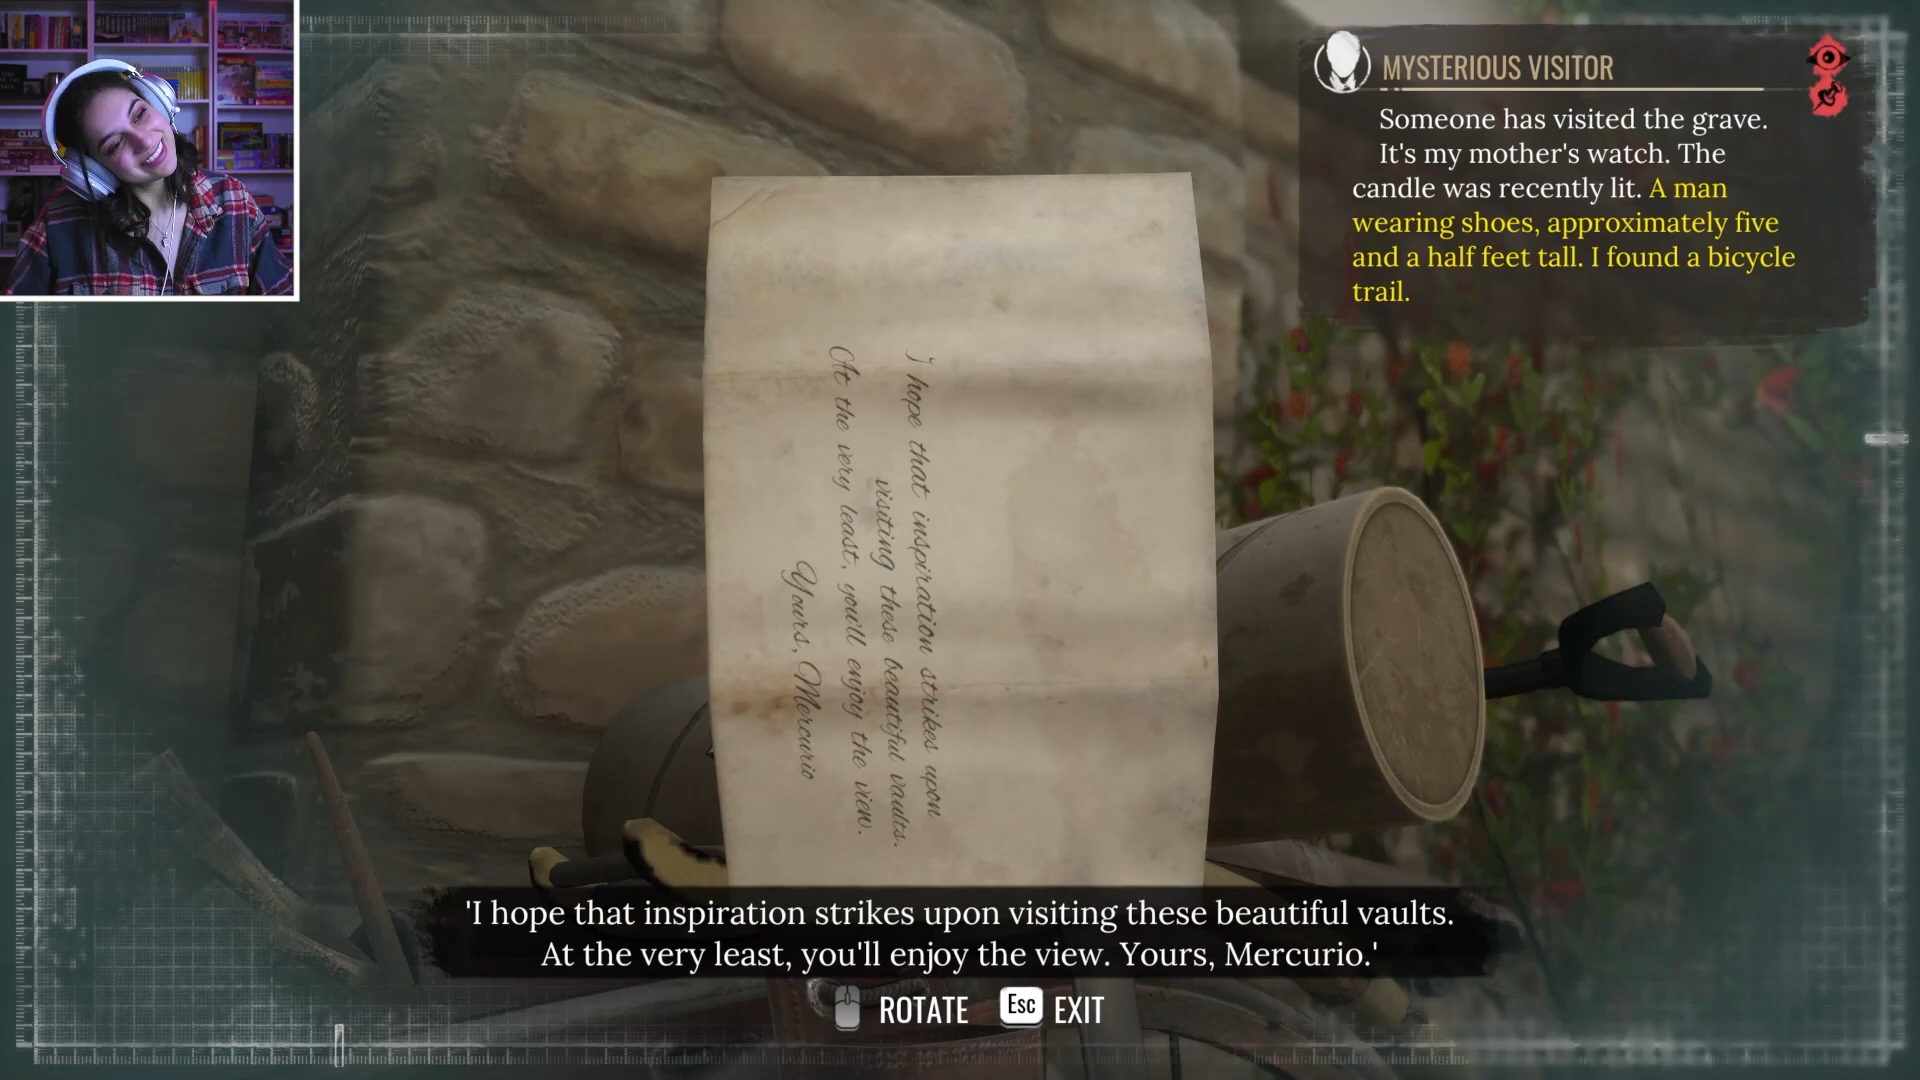 MYSTERIOUS VISITOR
Someone has visited the grave.
It's my mother's watch. The
candle was recently lit. A man
wearing shoes, approximately five
and a half feet tall. I found a bicycle
trail.
I hope that inspiration strikes upon
visiting these beautiful vaults.
At the very least, you'll enjoy the view.
Yours, Mercurio
'I hope that inspiration strikes upon visiting these beautiful vaults.
At the very least, you'll enjoy the view. Yours, Mercurio.'
ROTATE
Esc EXIT
CLUE